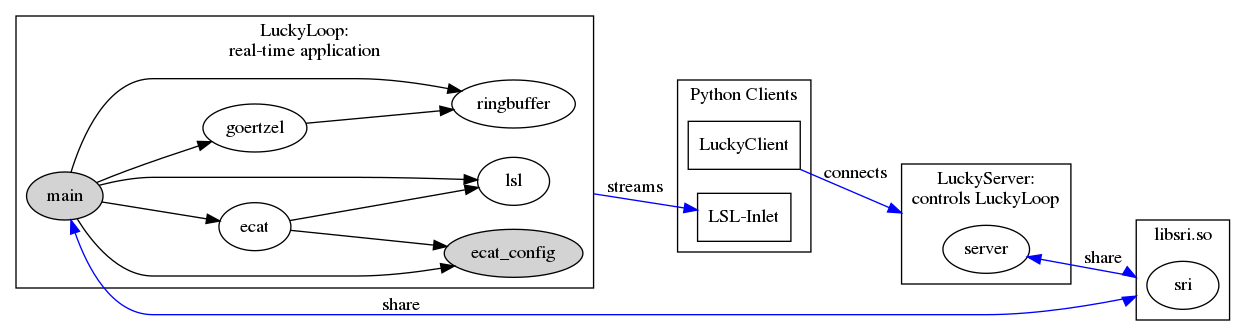 LuckyLoop:
real-time application
ringbuffer
goertzel
main
lsl
ecat
ecat_config
streams
Python Clients
LuckyClient
LSL-Inlet
connects
LuckyServer:
controls LuckyLoop
server
share
libsri.so
sri
share